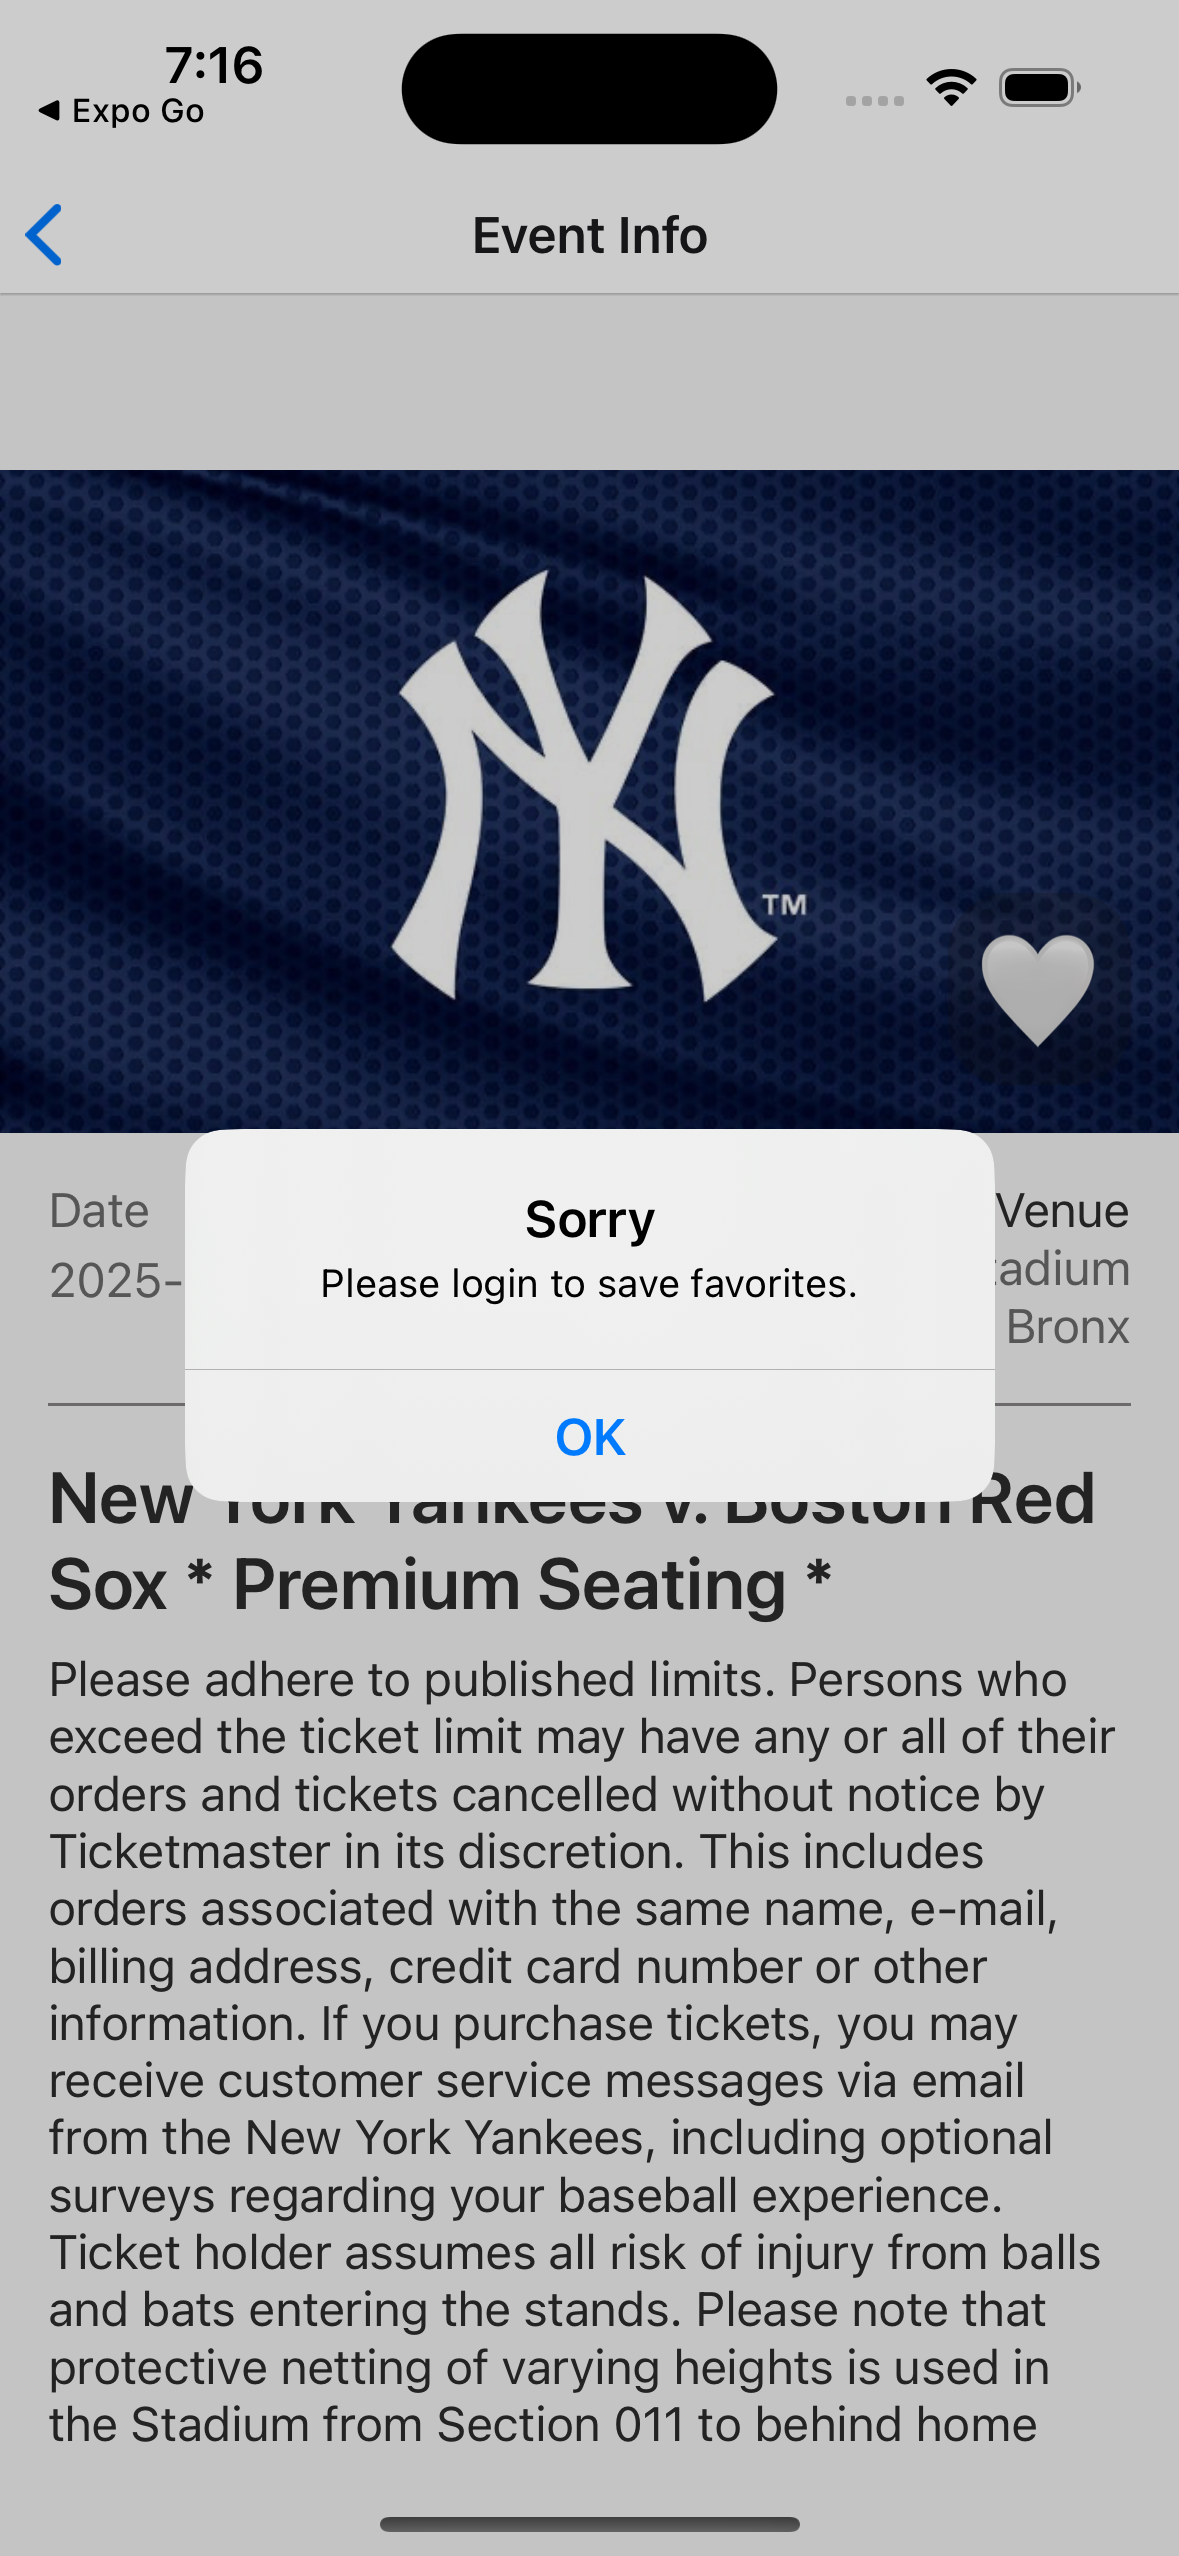 7:16
Expo Go
Event Info
NY
TM
Date
Venue
2025-
tadium
Bronx
Sorry
Please login to save favorites.
OK
New York Yankees v. Boston Red
Sox * Premium Seating *
Please adhere to published limits. Persons who
exceed the ticket limit may have any or all of their
orders and tickets cancelled without notice by
Ticketmaster in its discretion. This includes
orders associated with the same name, e-mail,
billing address, credit card number or other
information. If you purchase tickets, you may
receive customer service messages via email
from the New York Yankees, including optional
surveys regarding your baseball experience.
Ticket holder assumes all risk of injury from balls
and bats entering the stands. Please note that
protective netting of varying heights is used in
the Stadium from Section 011 to behind home